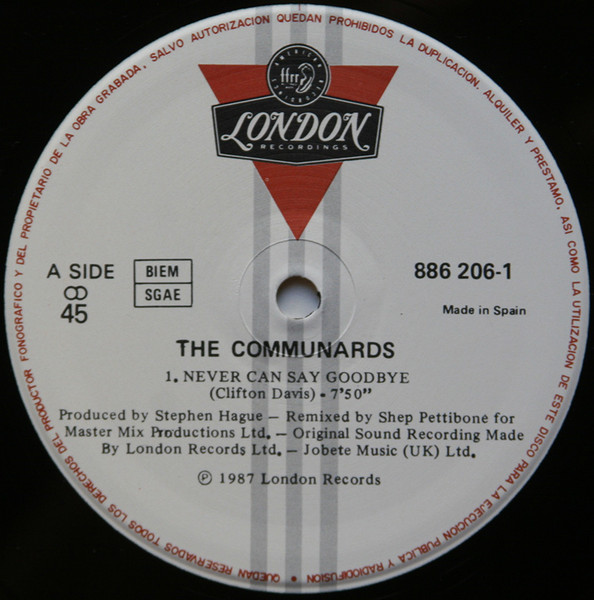 QUEDAN RESERVADOS TODOS LOS DERECHOS DEL PRODUCTOR FONOGRAFICO Y DEL PROPIETARIO DE LA OBRA GRABADA. SALVO AUTORIZACION QUEDAN PROHIBIDOS LA DUPLICACION, ALQUILER Y PRESTAMO, ASI COMO LA UTILIZACION DE ESTE DISCO PARA LA EJECUCION PUBLICA Y RADIODIFUSION
ffrr
LONDON
RECORDINGS
A SIDE
45
BIEM
SGAE
886 206-1
Made in Spain
THE COMMUNARDS
1. NEVER CAN SAY GOODBYE
(Clifton Davis) - 7'50"
Produced by Stephen Hague — Remixed by Shep Pettibone for
Master Mix Productions Ltd. — Original Sound Recording Made
By London Records Ltd. — Jobete Music (UK) Ltd.
℗ 1987 London Records